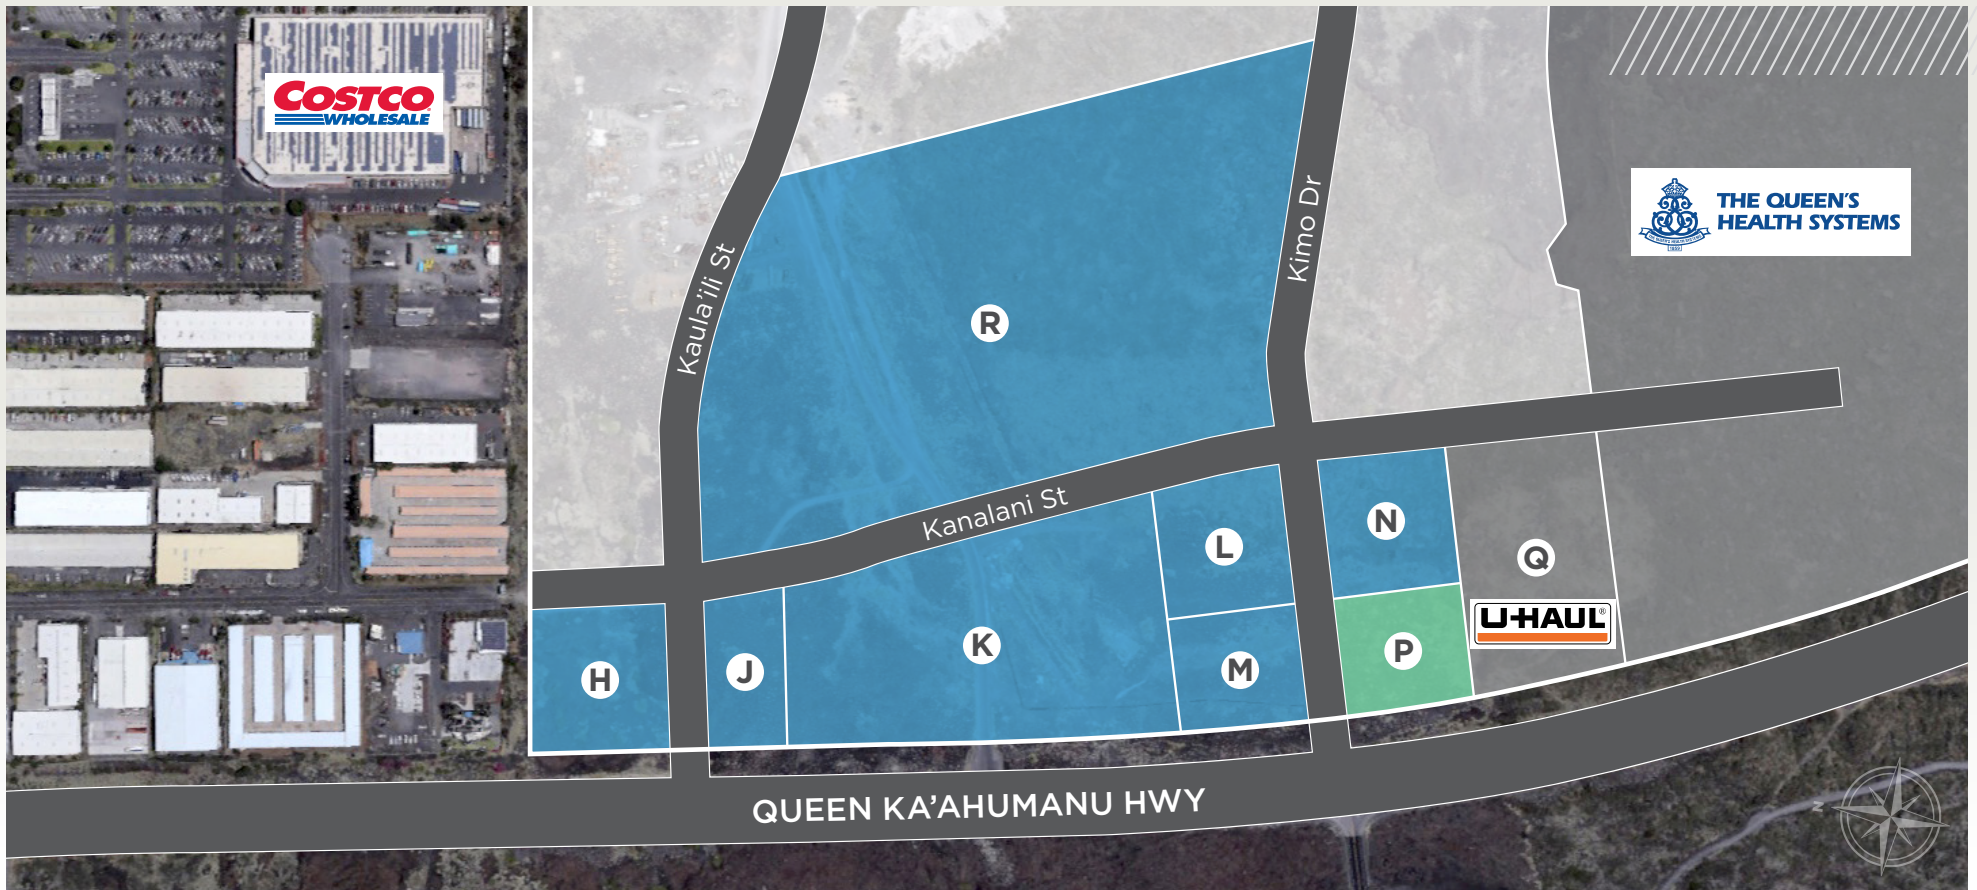 COSTCO
WHOLESALE
THE QUEEN'S
HEALTH SYSTEMS
Kaula'ili St
Kimo Dr
R
Kanalani St
N
L
Q
U-HAUL®
H
J
K
M
P
QUEEN KA'AHUMANU HWY
N